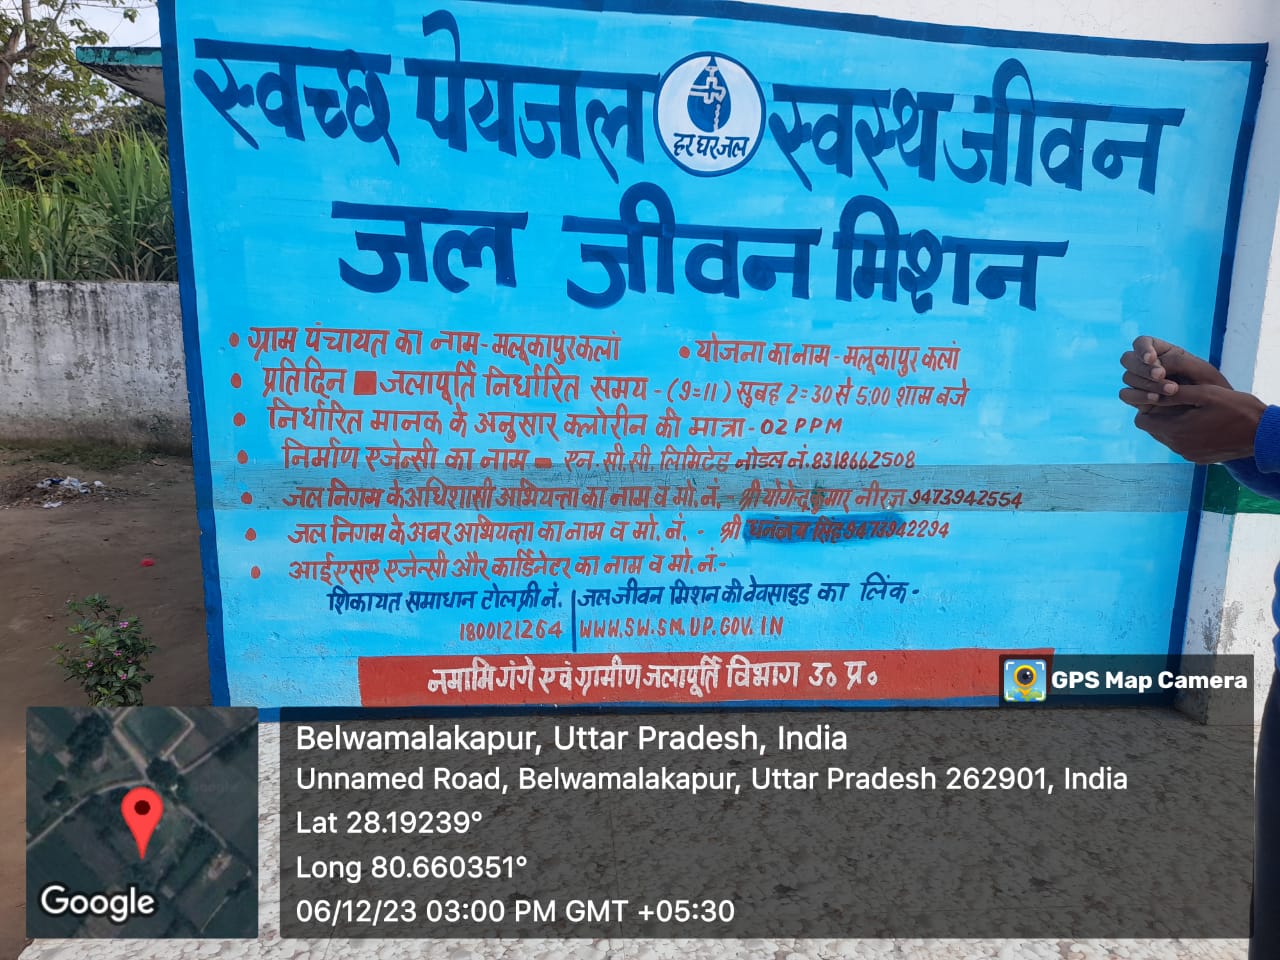 स्वच्छ पेयजल हर घर जल स्वस्थ जीवन
जल जीवन मिशन
• ग्राम पंचायत का नाम - मलूकापुर कलां • योजना का नाम - मलूकापुर कलां
• प्रतिदिन जलापूर्ति निर्धारित समय - (9=11) सुबह 2=30 से 5:00 शाम बजे
• निर्धारित मानक के अनुसार क्लोरीन की मात्रा - 02 PPM
• निर्माण एजेन्सी का नाम - एन.सी.सी. लिमिटेड नोडल नं. 8318662508
• जल निगम के अधिशासी अभियन्ता का नाम व मो. नं. श्री योगेन्द्र कुमार नीरज 9473942554
• जल निगम के अवर अभियन्ता का नाम व मो. नं. - श्री धनंजय सिंह 9473942294
• आईएसए एजेन्सी और कार्डिनेटर का नाम व मो. नं.-
शिकायत समाधान टोल फ्री नं. जल जीवन मिशन की वेवसाइड का लिंक -
1800121264 WWW.SW.SM.UP.GOV.IN
नमामि गंगे एवं ग्रामीण जलापूर्ति विभाग उ० प्र०
GPS Map Camera
Belwamalakapur, Uttar Pradesh, India
Unnamed Road, Belwamalakapur, Uttar Pradesh 262901, India
Lat 28.19239°
Long 80.660351°
06/12/23 03:00 PM GMT +05:30
Google